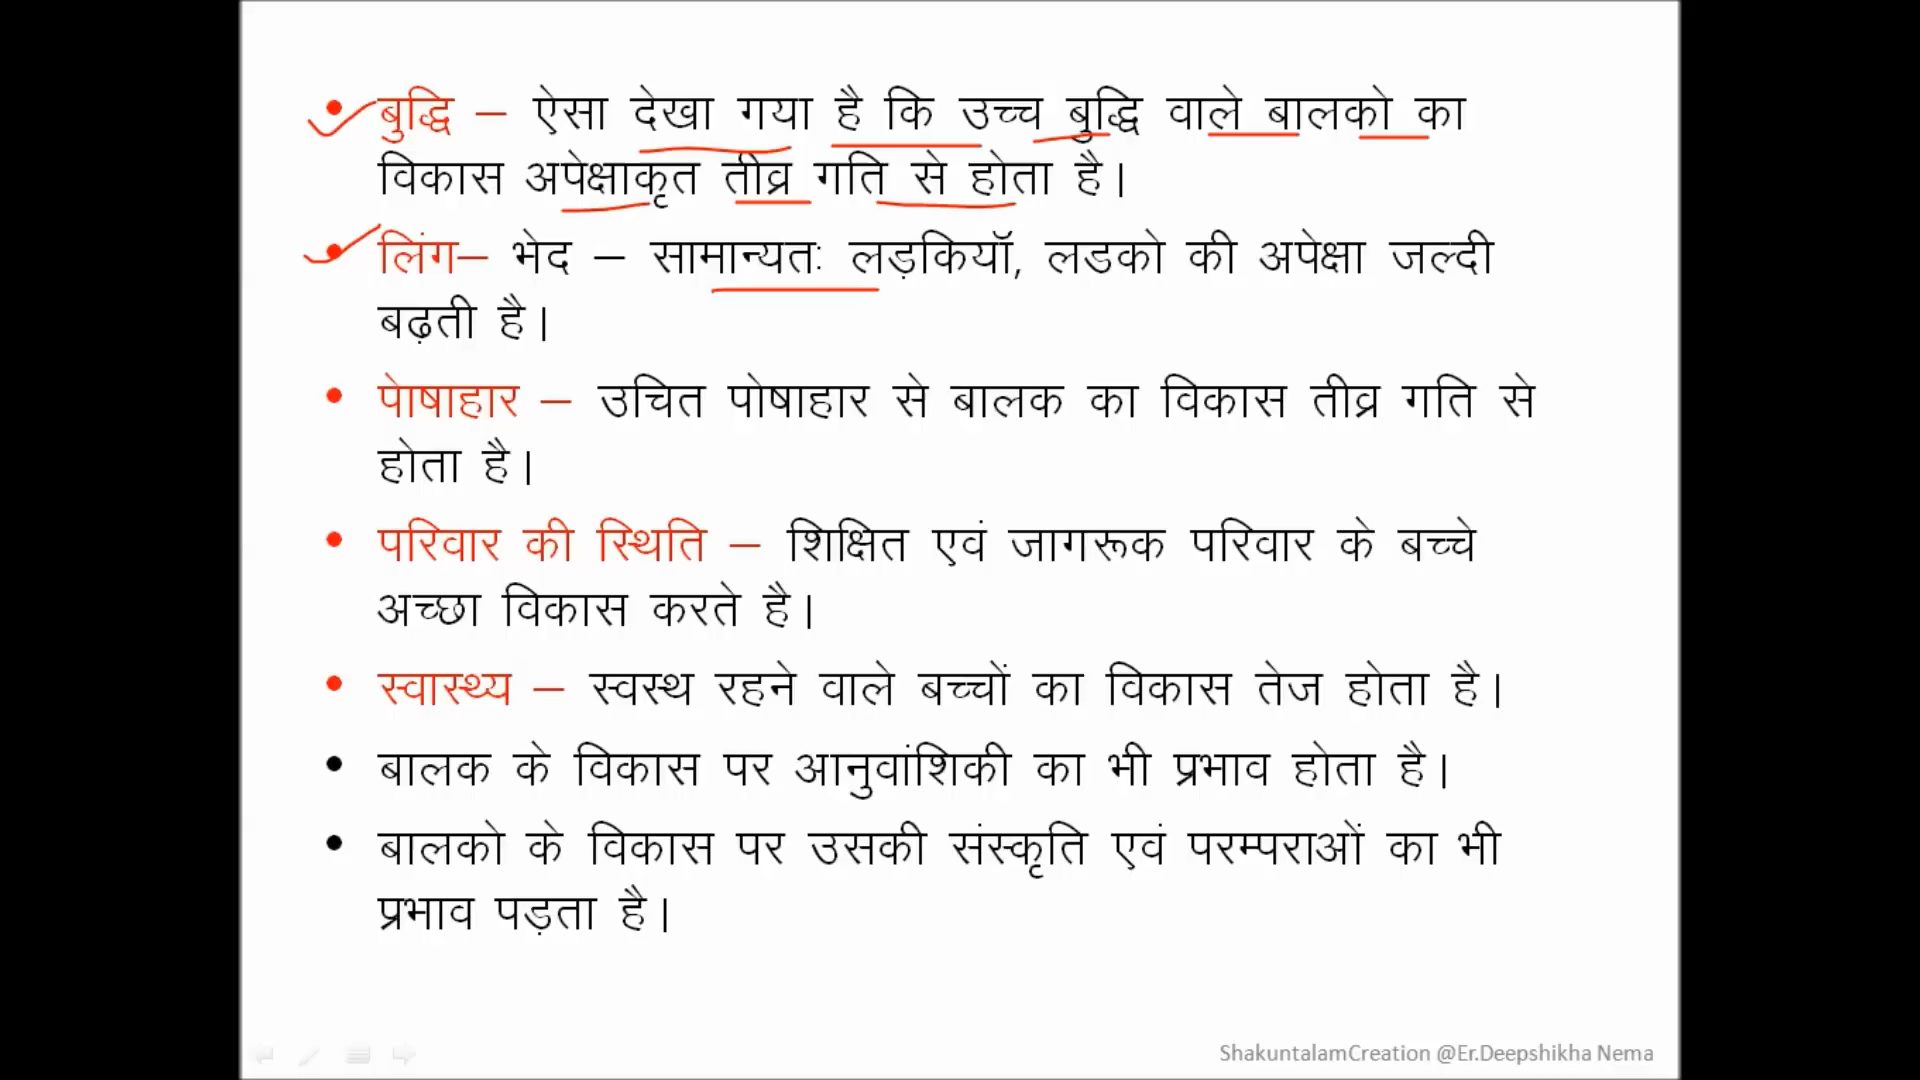 बुद्धि – ऐसा देखा गया है कि उच्च बुद्धि वाले बालको का
विकास अपेक्षाकृत तीव्र गति से होता है।
लिंग– भेद – सामान्यतः लड़कियॉ, लडको की अपेक्षा जल्दी
बढ़ती है।
पोषाहार – उचित पोषाहार से बालक का विकास तीव्र गति से
होता है।
परिवार की स्थिति – शिक्षित एवं जागरूक परिवार के बच्चे
अच्छा विकास करते है।
स्वास्थ्य – स्वस्थ रहने वाले बच्चों का विकास तेज होता है।
बालक के विकास पर आनुवांशिकी का भी प्रभाव होता है।
बालको के विकास पर उसकी संस्कृति एवं परम्पराओं का भी
प्रभाव पड़ता है।
ShakuntalamCreation @Er.Deepshikha Nema